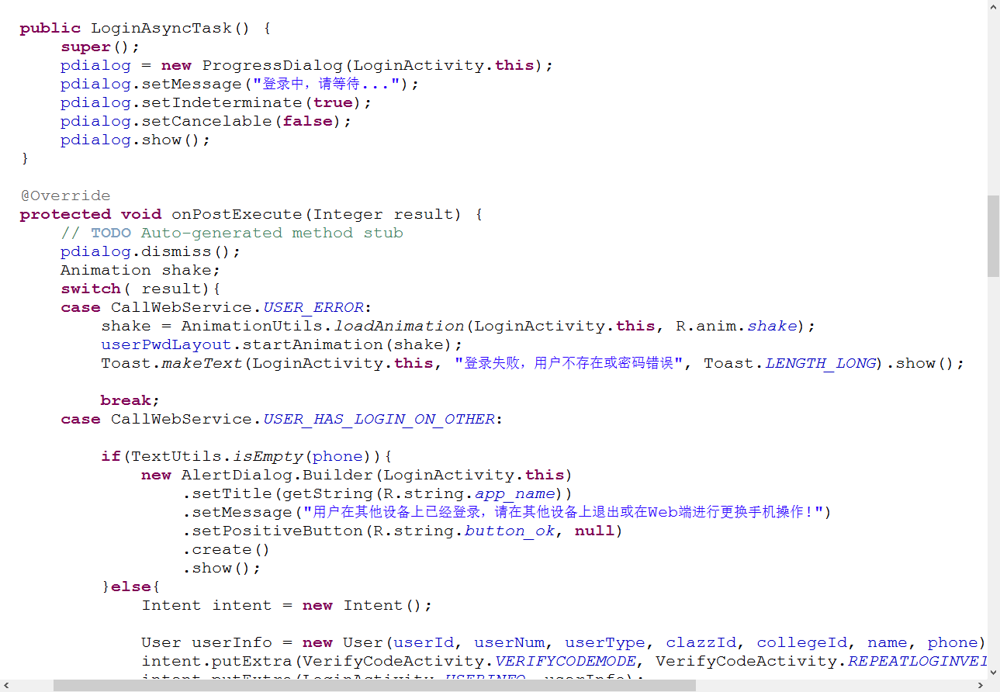 public LoginAsyncTask() {
super();
pdialog = new ProgressDialog(LoginActivity.this);
pdialog.setMessage("登录中，请等待...");
pdialog.setIndeterminate(true);
pdialog.setCancelable(false);
pdialog.show();
}
@Override
protected void onPostExecute(Integer result) {
// TODO Auto-generated method stub
pdialog.dismiss();
Animation shake;
switch( result){
case CallWebService.USER_ERROR:
shake = AnimationUtils.loadAnimation(LoginActivity.this, R.anim.shake);
userPwdLayout.startAnimation(shake);
Toast.makeText(LoginActivity.this, "登录失败，用户不存在或密码错误", Toast.LENGTH_LONG).show();
break;
case CallWebService.USER_HAS_LOGIN_ON_OTHER:
if(TextUtils.isEmpty(phone)){
new AlertDialog.Builder(LoginActivity.this)
.setTitle(getString(R.string.app_name))
.setMessage("用户在其他设备上已经登录，请在其他设备上退出或在Web端进行更换手机操作！")
.setPositiveButton(R.string.button_ok, null)
.create()
.show();
}else{
Intent intent = new Intent();
User userInfo = new User(userId, userNum, userType, clazzId, collegeId, name, phone)
intent.putExtra(VerifyCodeActivity.VERIFYCODEMODE, VerifyCodeActivity.REPEATLOGINVEI
intent.putExtra(LoginActivity.USERINFO, userInfo);